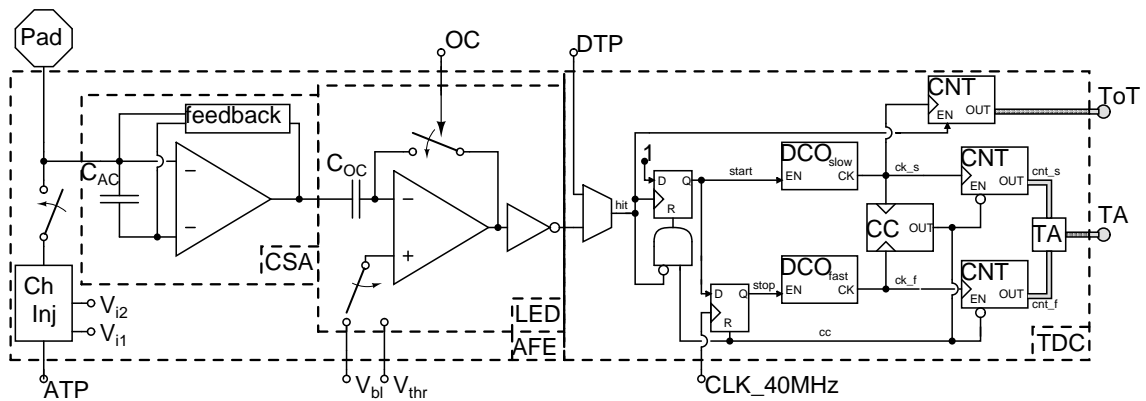 Pad
OC
DTP
feedback
C_AC
−
−
CSA
Ch
Inj
V_i2
V_i1
ATP
C_OC
−
+
LED
AFE
V_bl
V_thr
hit
1
D
Q
R
start
DCO_slow
EN
CK
ck_s
CNT
EN
OUT
ToT
CNT
EN
OUT
cnt_s
CC
OUT
TA
TA
D
Q
R
stop
DCO_fast
EN
CK
ck_f
CNT
EN
OUT
cnt_f
cc
TDC
CLK_40MHz